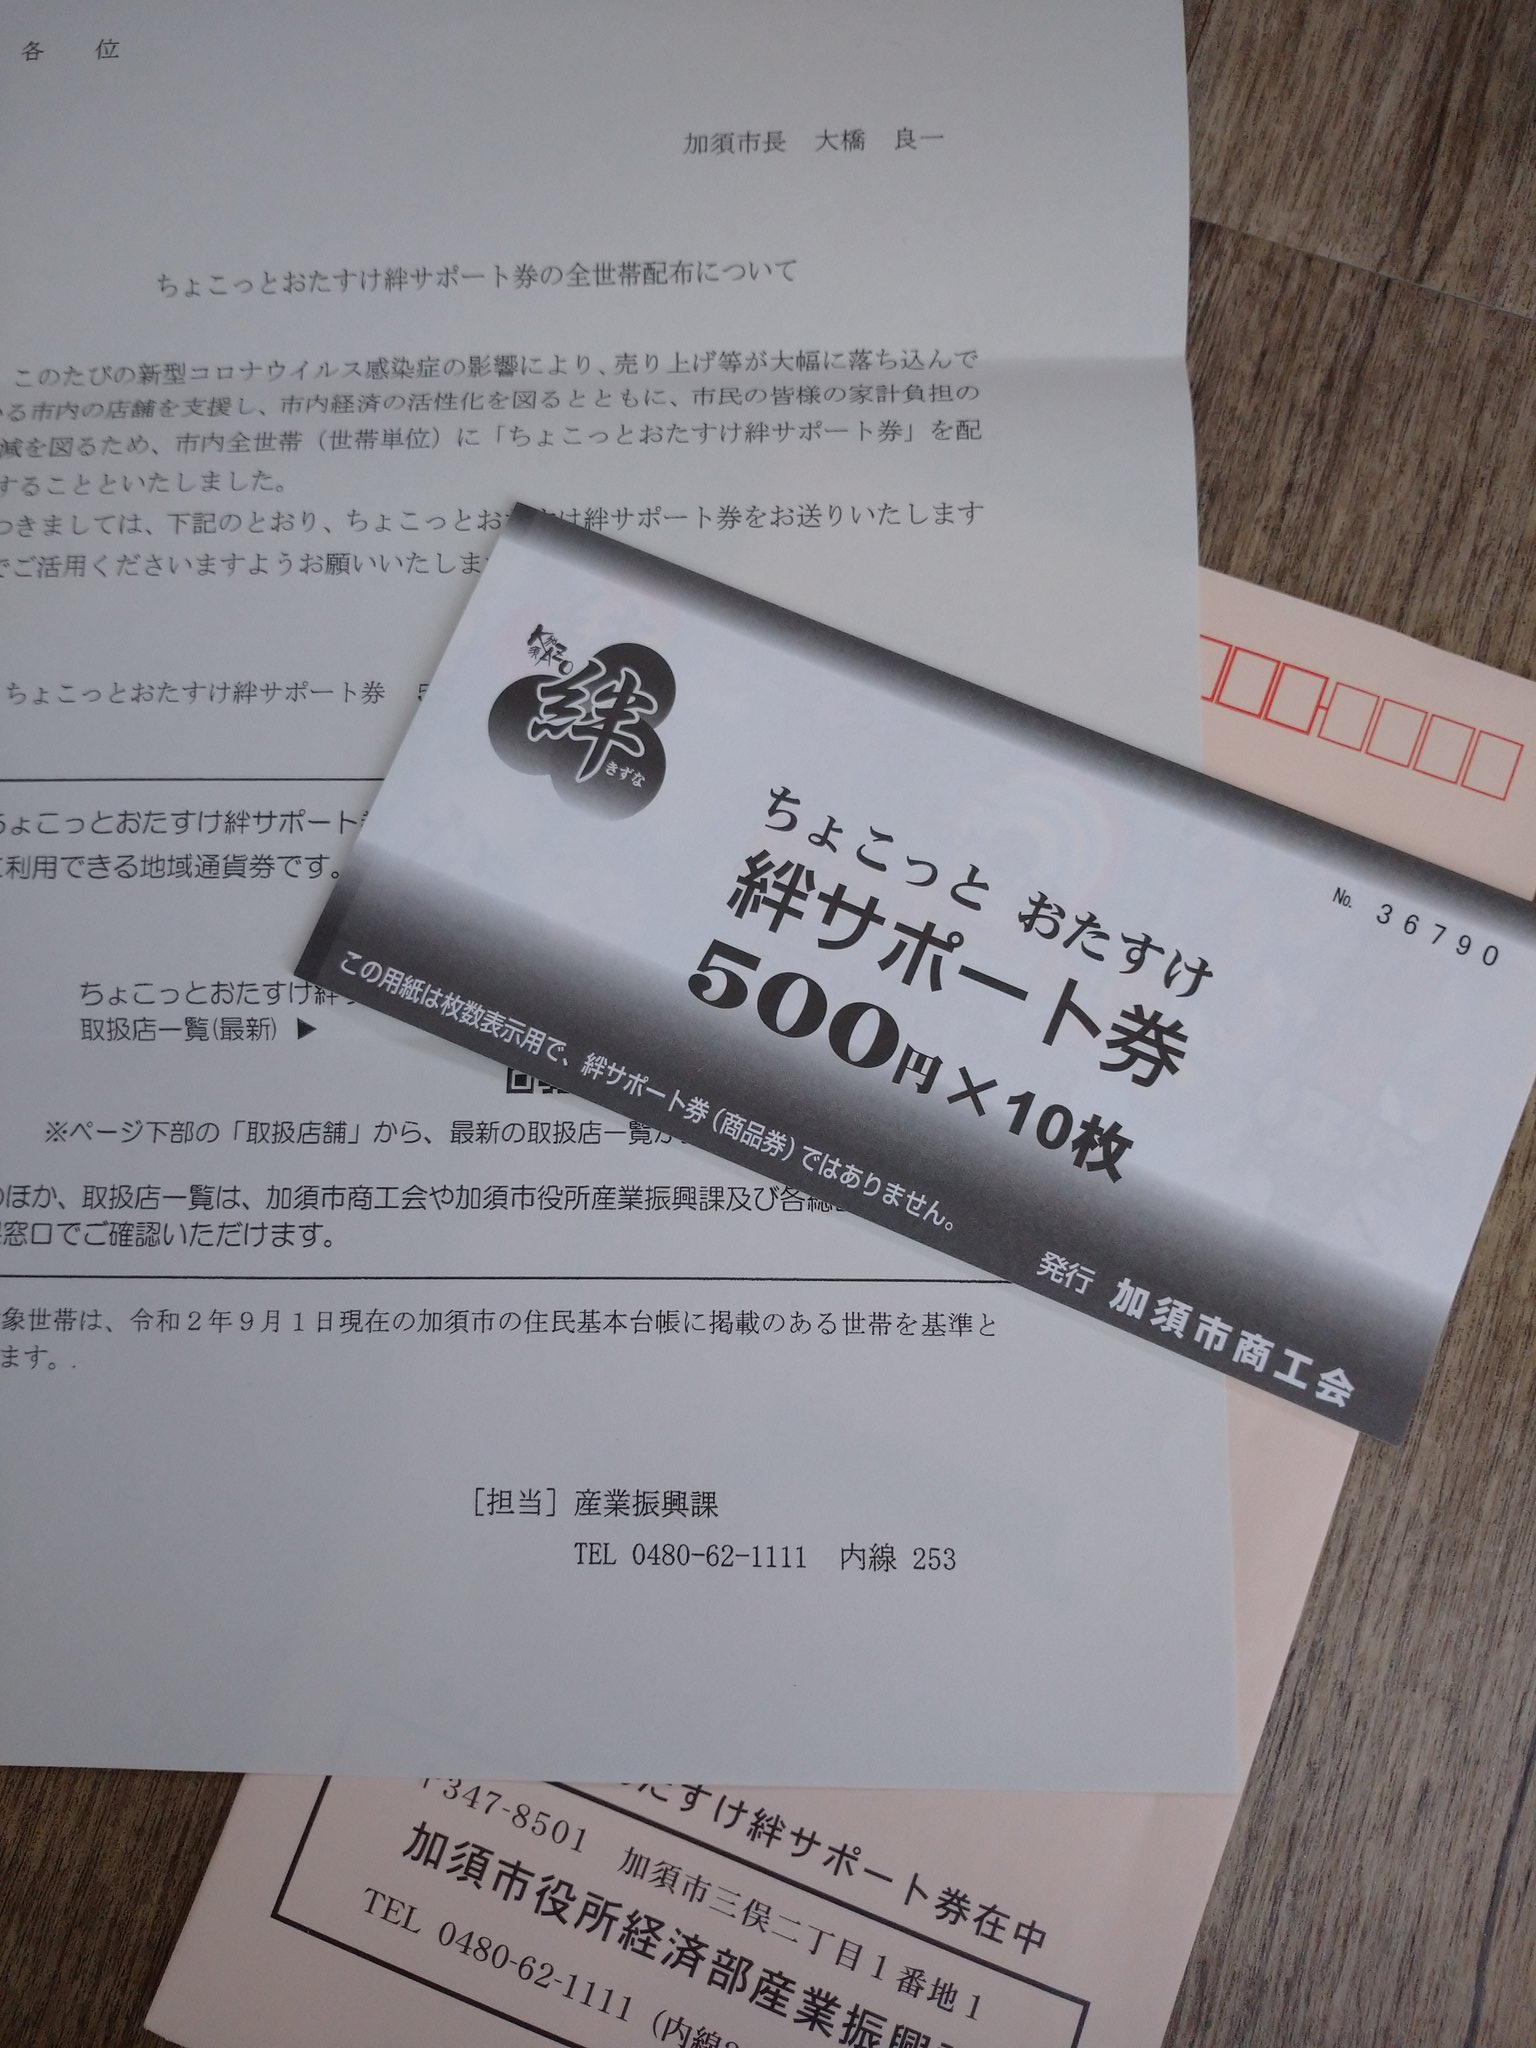 各　位
加須市長　大橋　良一
ちょこっとおたすけ絆サポート券の全世帯配布について
このたびの新型コロナウイルス感染症の影響により、売り上げ等が大幅に落ち込んで
る市内の店舗を支援し、市内経済の活性化を図るとともに、市民の皆様の家計負担の
減を図るため、市内全世帯（世帯単位）に「ちょこっとおたすけ絆サポート券」を配
することといたしました。
つきましては、下記のとおり、ちょこっとおたすけ絆サポート券をお送りいたします
でご活用くださいますようお願いいたしま
ちょこっとおたすけ絆サポート券
ちょこっとおたすけ絆サポート
に利用できる地域通貨券です。
ちょこっとおたすけ絆
取扱店一覧(最新) ▶
※ページ下部の「取扱店舗」から、最新の取扱店一覧が
のほか、取扱店一覧は、加須市商工会や加須市役所産業振興課及び各総
窓口でご確認いただけます。
象世帯は、令和２年９月１日現在の加須市の住民基本台帳に掲載のある世帯を基準と
ます。.
［担当］産業振興課
TEL 0480-62-1111　内線 253
KAZO
加須
絆
きずな
No. 36790
ちょこっと おたすけ
絆サポート券
500円×10枚
この用紙は枚数表示用で、絆サポート券（商品券）ではありません。
発行 加須市商工会
たすけ絆サポート券在中
〒347-8501　加須市三俣二丁目１番地１
加須市役所経済部産業振興
TEL 0480-62-1111（内線